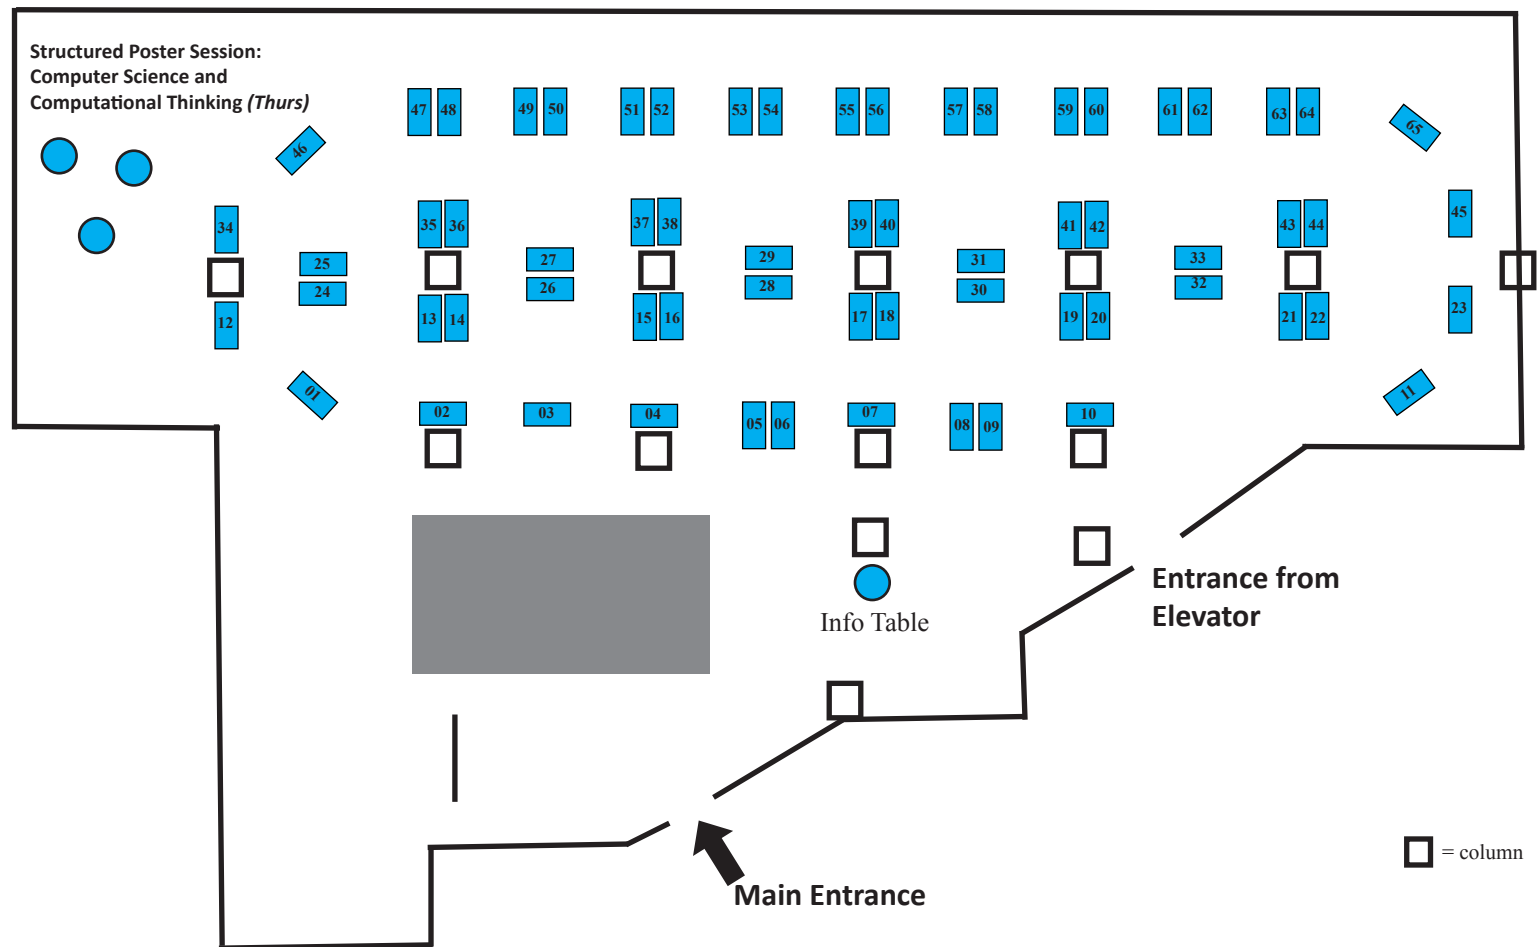 Structured Poster Session:
Computer Science and
Computational Thinking (Thurs)
47 48 49 50 51 52 53 54 55 56 57 58 59 60 61 62 63 64
46 65
34 35 36 37 38 39 40 41 42 43 44 45
25 27 29 31 33
24 26 28 30 32
12 13 14 15 16 17 18 19 20 21 22 23
01 11
02 03 04 05 06 07 08 09 10
Info Table
Entrance from
Elevator
Main Entrance
= column